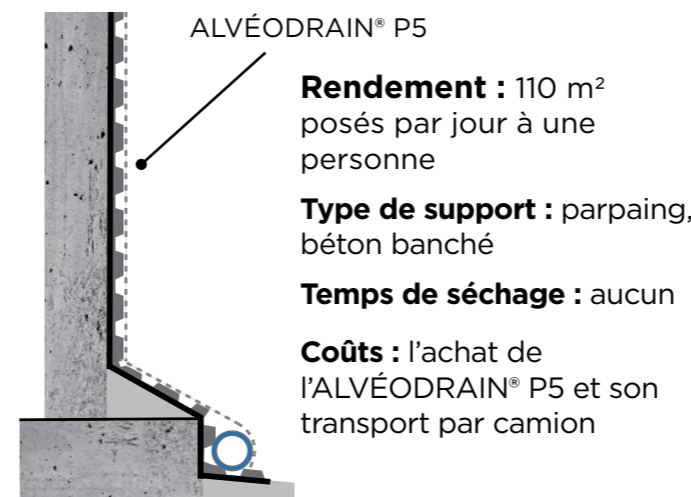 ALVÉODRAIN® P5
Rendement : 110 m²
posés par jour à une
personne
Type de support : parpaing,
béton banché
Temps de séchage : aucun
Coûts : l'achat de
l'ALVÉODRAIN® P5 et son
transport par camion